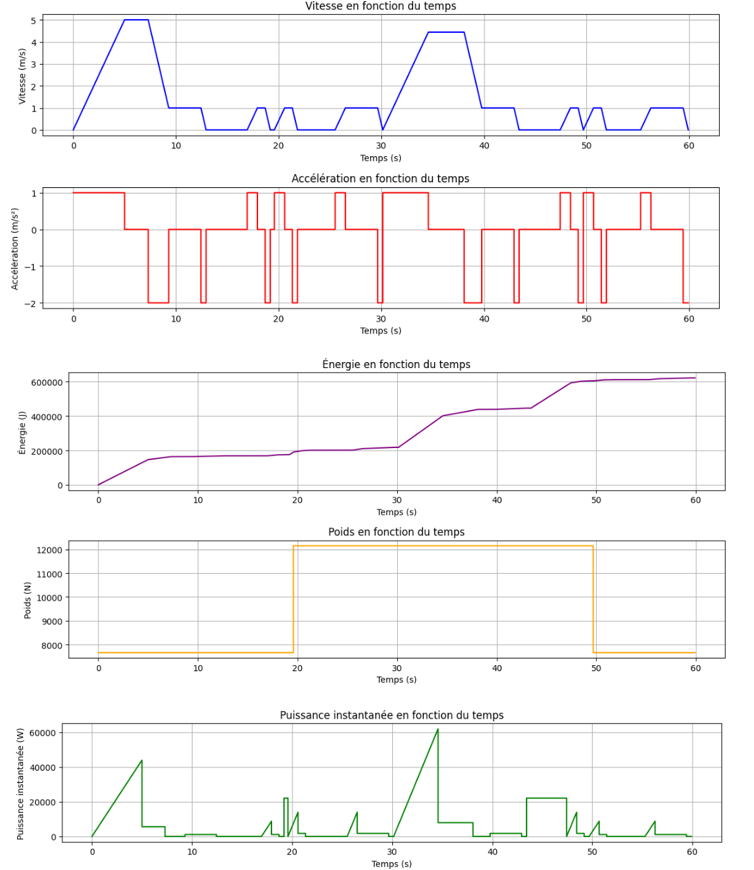 Vitesse en fonction du temps
5
4
3
2
1
0
Vitesse (m/s)
0 10 20 30 40 50 60
Temps (s)
Accélération en fonction du temps
1
0
−1
−2
Accélération (m/s²)
0 10 20 30 40 50 60
Temps (s)
Énergie en fonction du temps
600000
400000
200000
0
Énergie (J)
0 10 20 30 40 50 60
Temps (s)
Poids en fonction du temps
12000
11000
10000
9000
8000
Poids (N)
0 10 20 30 40 50 60
Temps (s)
Puissance instantanée en fonction du temps
60000
40000
20000
0
Puissance instantanée (W)
0 10 20 30 40 50 60
Temps (s)